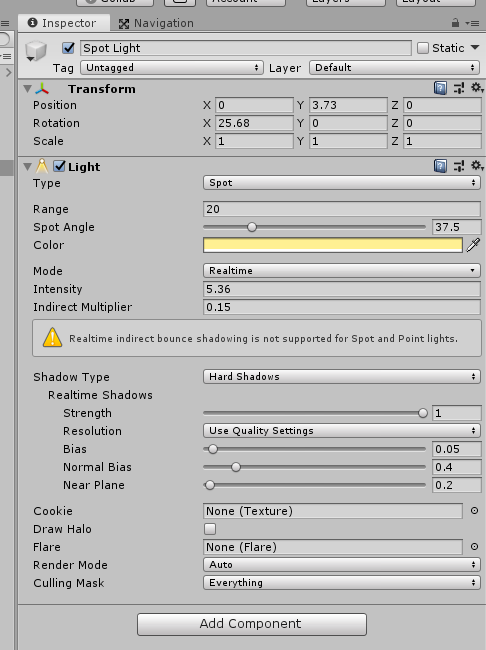 Collab Account Layers Layout
Inspector Navigation
Spot Light Static
Tag Untagged Layer Default
Transform
Position X 0 Y 3.73 Z 0
Rotation X 25.68 Y 0 Z 0
Scale X 1 Y 1 Z 1
Light
Type Spot
Range 20
Spot Angle 37.5
Color
Mode Realtime
Intensity 5.36
Indirect Multiplier 0.15
Realtime indirect bounce shadowing is not supported for Spot and Point lights.
Shadow Type Hard Shadows
Realtime Shadows
Strength 1
Resolution Use Quality Settings
Bias 0.05
Normal Bias 0.4
Near Plane 0.2
Cookie None (Texture)
Draw Halo
Flare None (Flare)
Render Mode Auto
Culling Mask Everything
Add Component